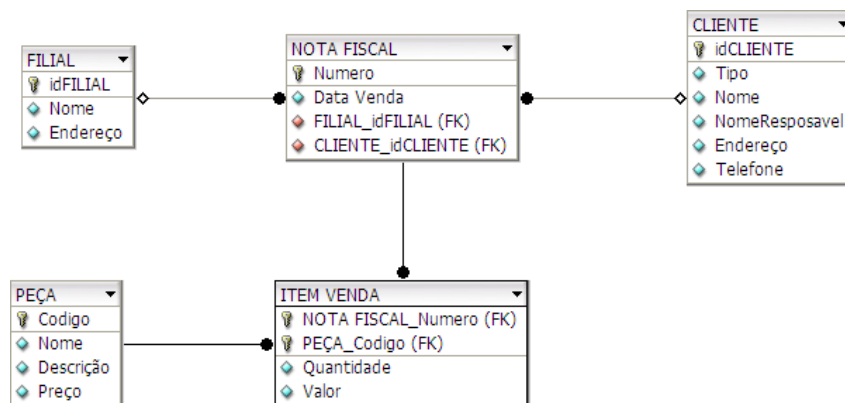 FILIAL
idFILIAL
Nome
Endereço
NOTA FISCAL
Numero
Data Venda
FILIAL_idFILIAL (FK)
CLIENTE_idCLIENTE (FK)
CLIENTE
idCLIENTE
Tipo
Nome
NomeResposavel
Endereço
Telefone
PEÇA
Codigo
Nome
Descrição
Preço
ITEM VENDA
NOTA FISCAL_Numero (FK)
PEÇA_Codigo (FK)
Quantidade
Valor